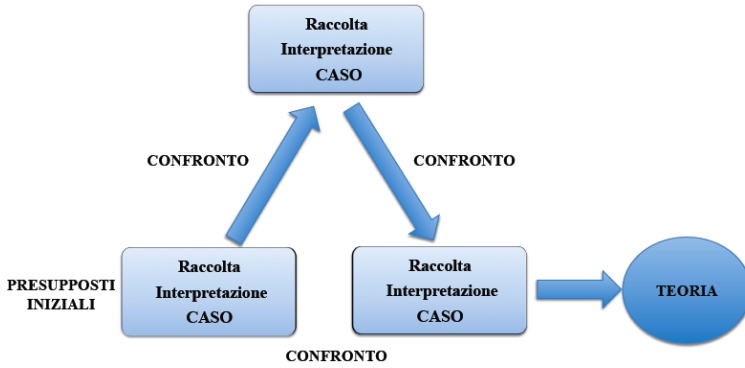 Raccolta
Interpretazione
CASO
CONFRONTO
CONFRONTO
PRESUPPOSTI
INIZIALI
Raccolta
Interpretazione
CASO
Raccolta
Interpretazione
CASO
TEORIA
CONFRONTO